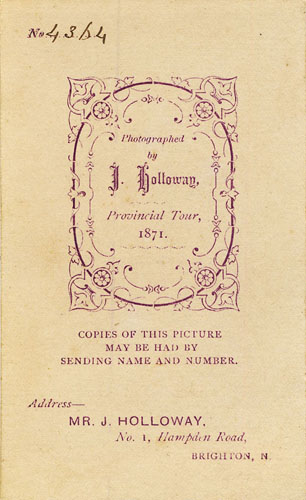 No 4364
Photographed
by
J. Holloway,
Provincial Tour,
1871.
COPIES OF THIS PICTURE
MAY BE HAD BY
SENDING NAME AND NUMBER.
Address—
MR. J. HOLLOWAY,
No. 1, Hampden Road,
BRIGHTON, N